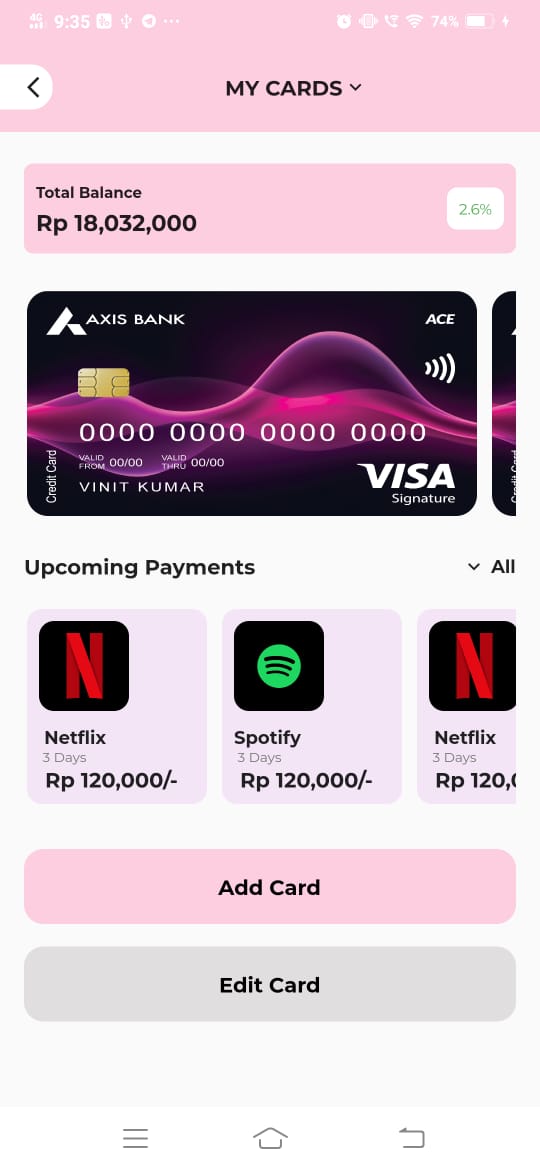 4G 9:35 74%
MY CARDS
Total Balance
Rp 18,032,000
2.6%
AXIS BANK
ACE
0000 0000 0000 0000
VALID FROM 00/00 VALID THRU 00/00
VINIT KUMAR
Credit Card
VISA
Signature
Upcoming Payments
All
Netflix
3 Days
Rp 120,000/-
Spotify
3 Days
Rp 120,000/-
Netflix
3 Days
Rp 120,0
Add Card
Edit Card